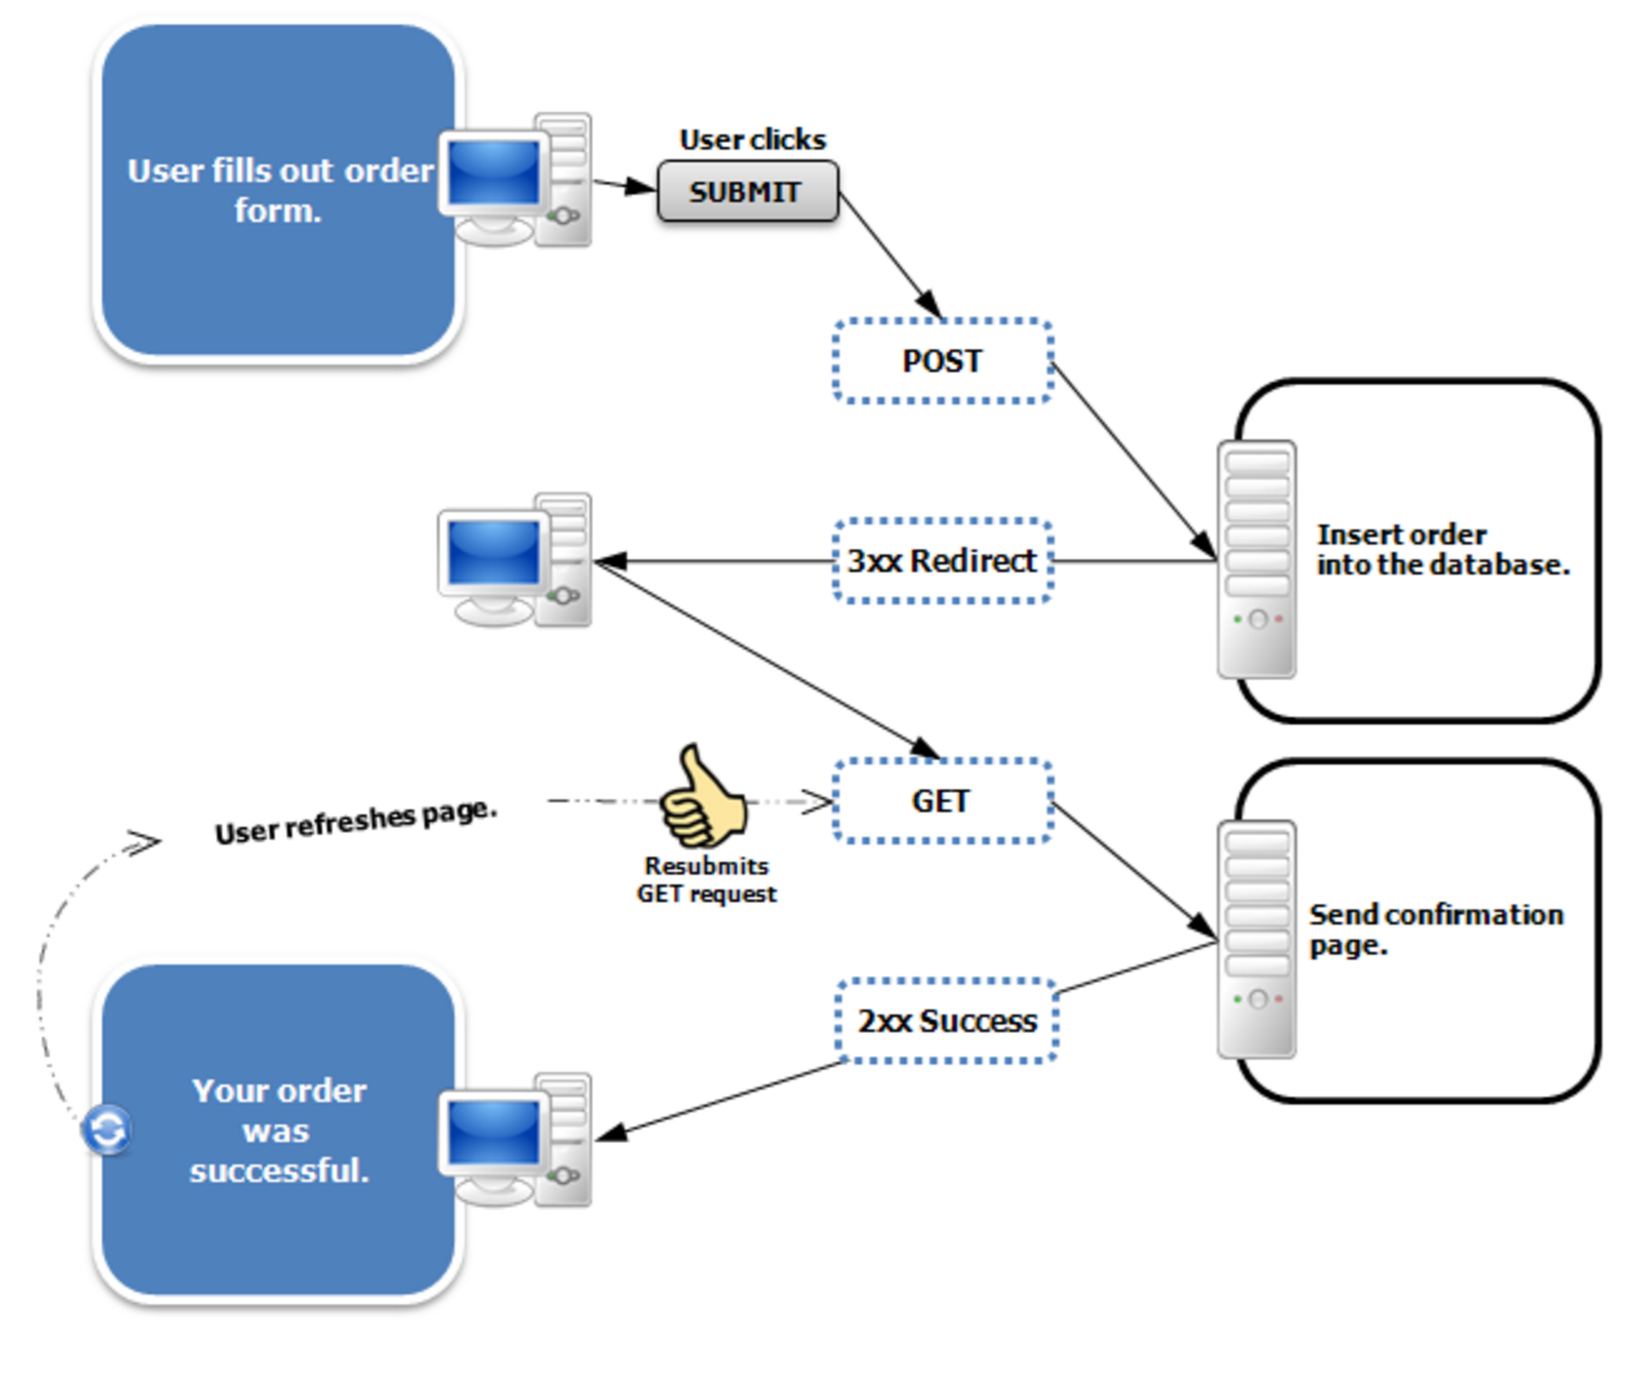 User fills out order
form.
User clicks
SUBMIT
POST
3xx Redirect
Insert order
into the database.
User refreshes page.
Resubmits
GET request
GET
Send confirmation
page.
2xx Success
Your order
was
successful.